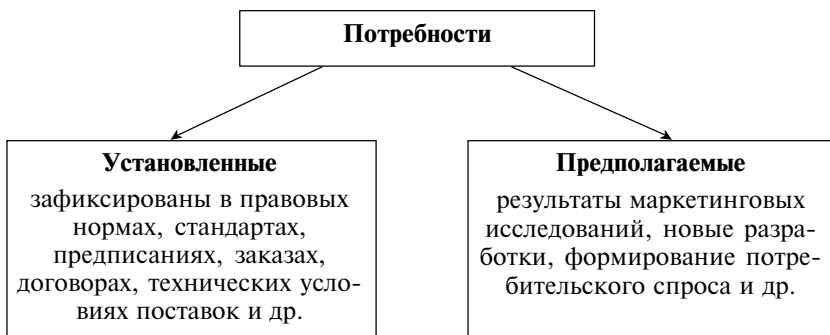 Потребности
Установленные
зафиксированы в правовых
нормах, стандартах,
предписаниях, заказах,
договорах, технических усло-
виях поставок и др.
Предполагаемые
результаты маркетинговых
исследований, новые разра-
ботки, формирование потре-
бительского спроса и др.